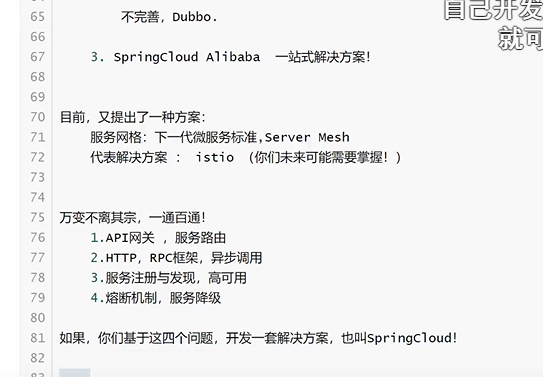 64
自己开发
65 不完善，Dubbo.
就可
66
67 3. SpringCloud Alibaba 一站式解决方案！
68
69
70 目前，又提出了一种方案：
71 服务网格：下一代微服务标准,Server Mesh
72 代表解决方案 ： istio （你们未来可能需要掌握！）
73
74
75 万变不离其宗，一通百通！
76 1.API网关 ，服务路由
77 2.HTTP，RPC框架，异步调用
78 3.服务注册与发现，高可用
79 4.熔断机制，服务降级
80
81 如果，你们基于这四个问题，开发一套解决方案，也叫SpringCloud！
82
83